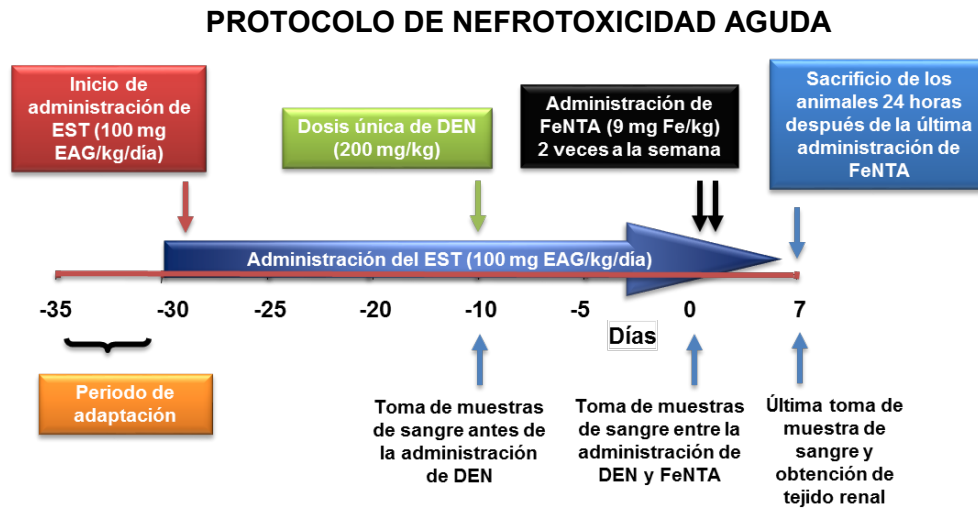 PROTOCOLO DE NEFROTOXICIDAD AGUDA
Inicio de
administración de
EST (100 mg
EAG/kg/día)
Dosis única de DEN
(200 mg/kg)
Administración de
FeNTA (9 mg Fe/kg)
2 veces a la semana
Sacrificio de los
animales 24 horas
después de la última
administración de
FeNTA
Administración del EST (100 mg EAG/kg/día)
-35 -30 -25 -20 -10 -5 0 7
Días
Periodo de
adaptación
Toma de muestras
de sangre antes de
la administración
de DEN
Toma de muestras
de sangre entre la
administración de
DEN y FeNTA
Última toma de
muestra de
sangre y
obtención de
tejido renal